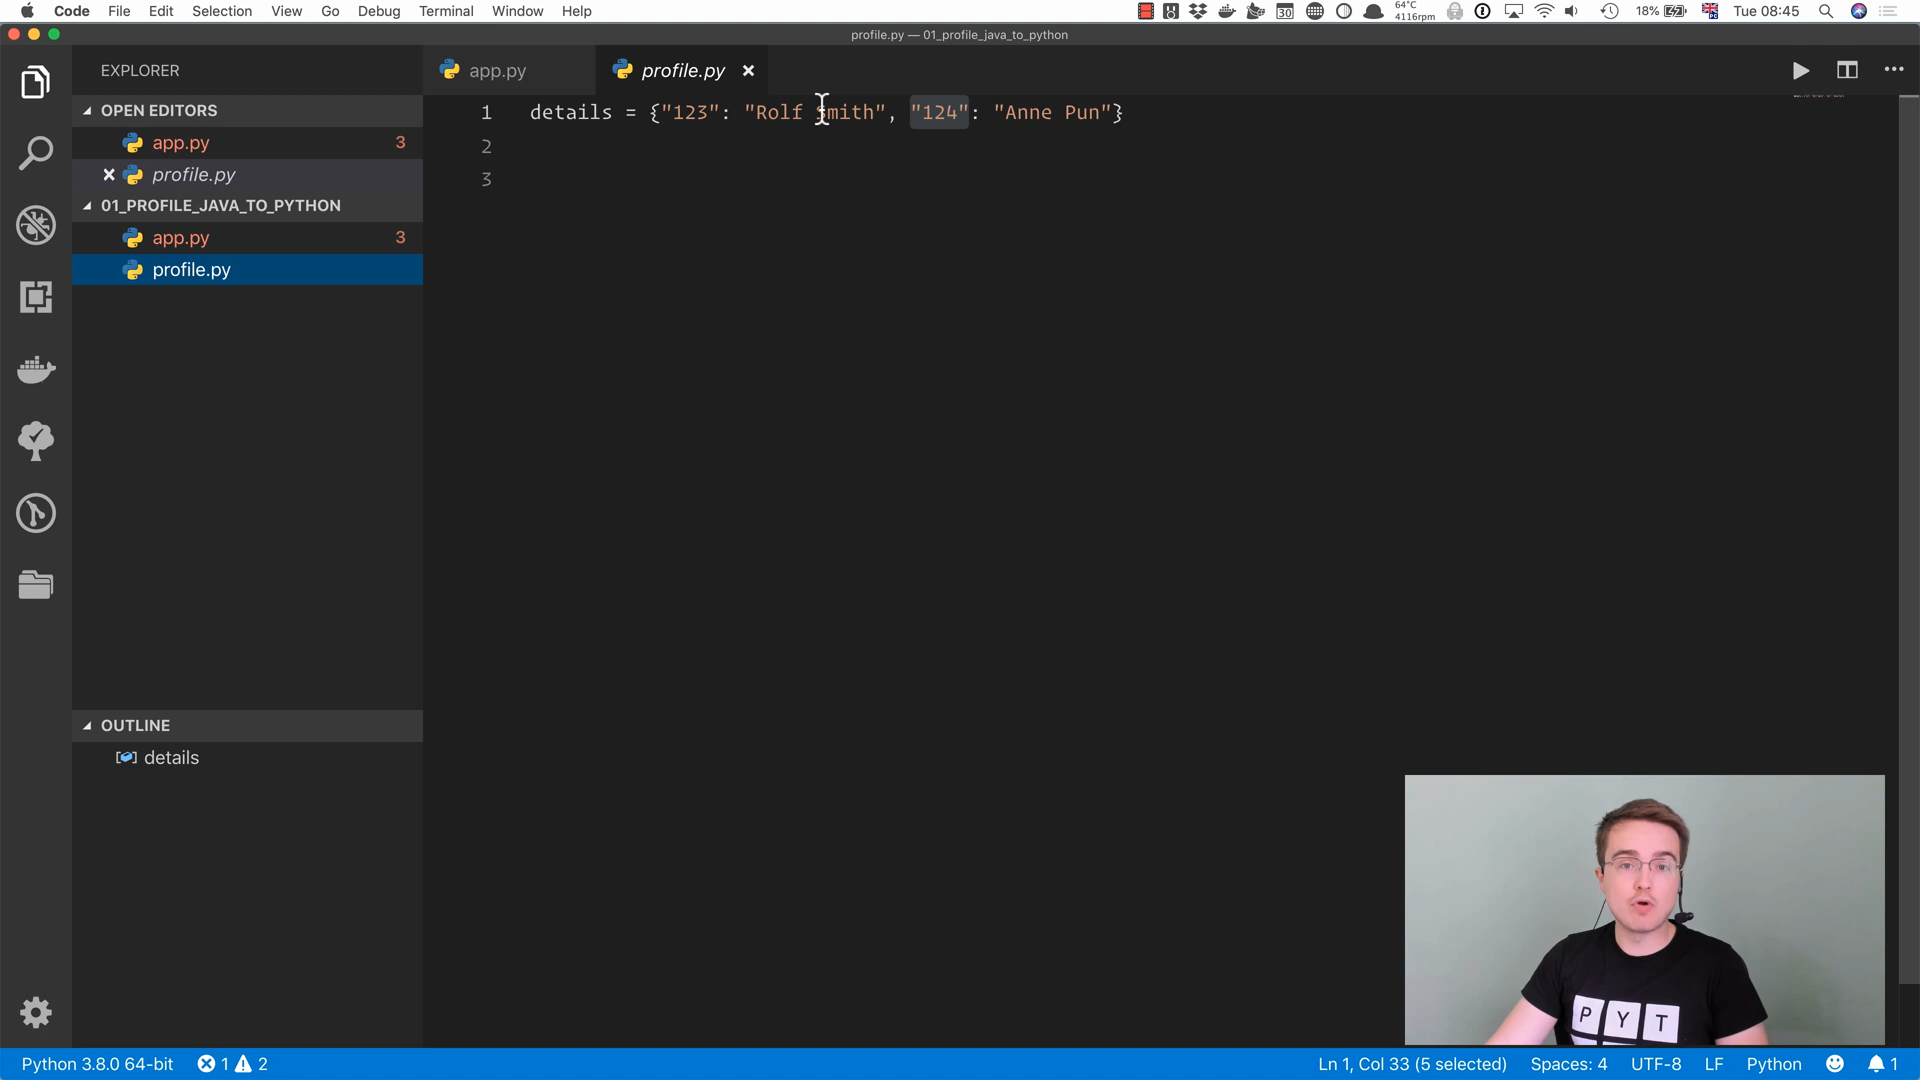 Code File Edit Selection View Go Debug Terminal Window Help
30 64°C 4116rpm 18% Tue 08:45
profile.py — 01_profile_java_to_python
EXPLORER
app.py
profile.py
OPEN EDITORS
app.py 3
profile.py
01_PROFILE_JAVA_TO_PYTHON
app.py 3
profile.py
1 details = {"123": "Rolf Smith", "124": "Anne Pun"}
2
3
OUTLINE
details
P Y T
Python 3.8.0 64-bit 1 2
Ln 1, Col 33 (5 selected) Spaces: 4 UTF-8 LF Python 1